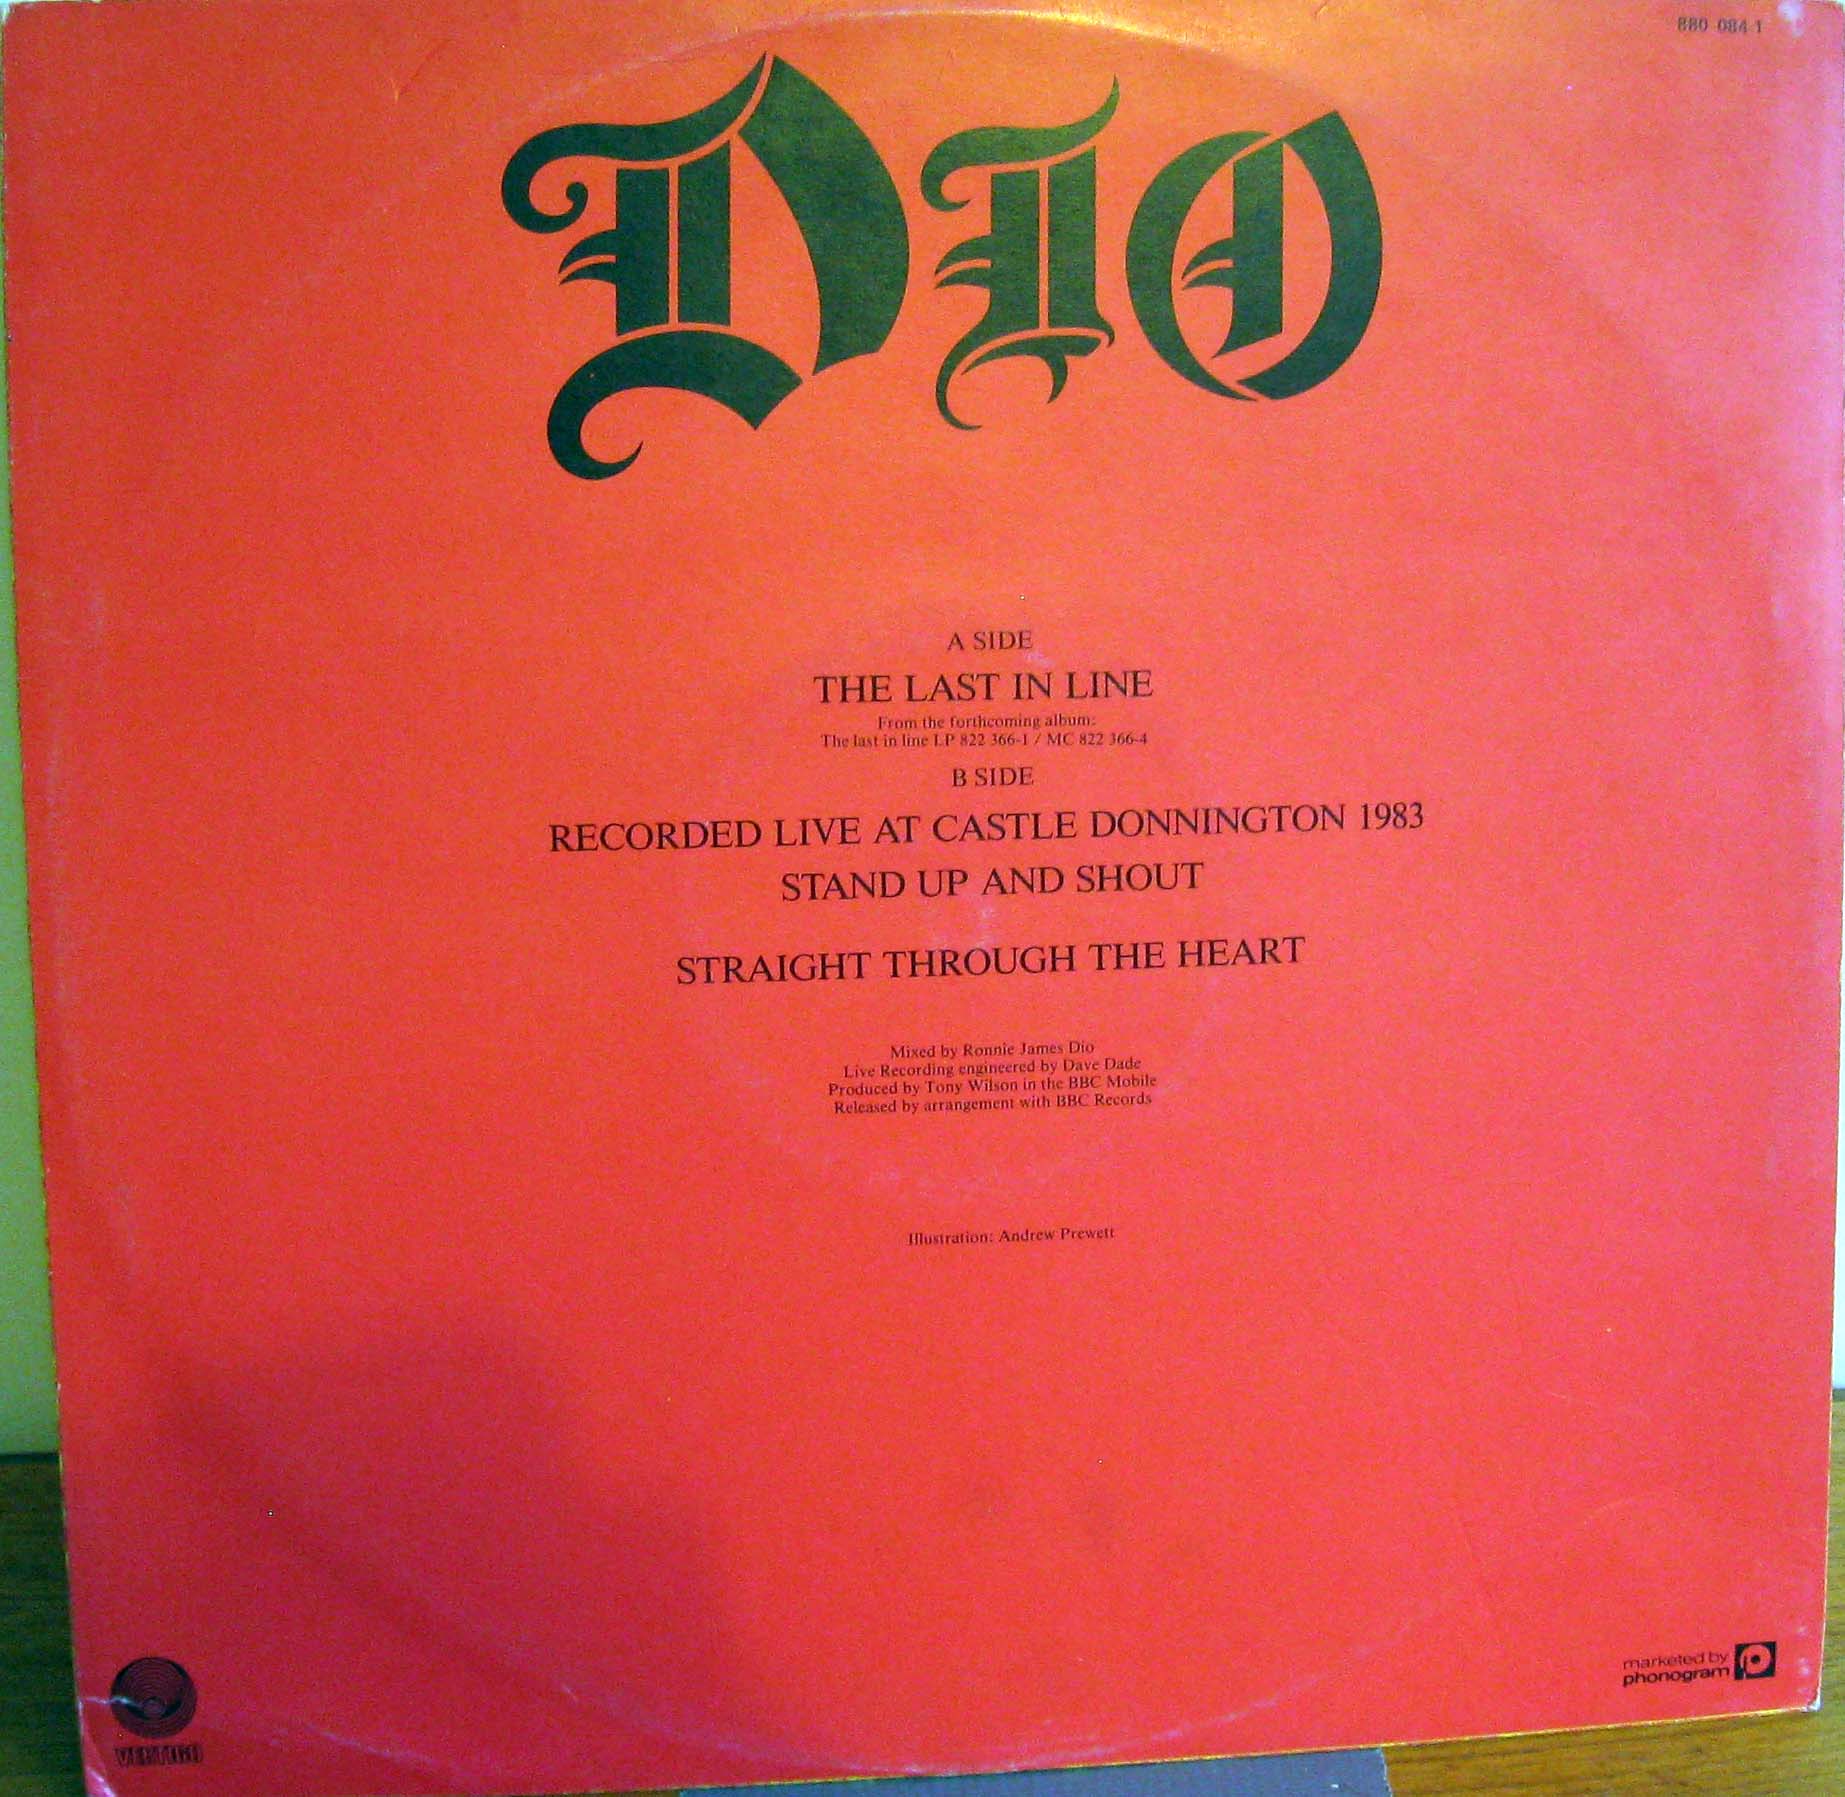 880 084 1
DIO
A SIDE
THE LAST IN LINE
From the forthcoming album:
The last in line LP 822 366-1 / MC 822 366-4
B SIDE
RECORDED LIVE AT CASTLE DONNINGTON 1983
STAND UP AND SHOUT
STRAIGHT THROUGH THE HEART
Mixed by Ronnie James Dio
Live Recording engineered by Dave Dade
Produced by Tony Wilson in the BBC Mobile
Released by arrangement with BBC Records
Illustration: Andrew Prewett
VERTIGO
marketed by
phonogram